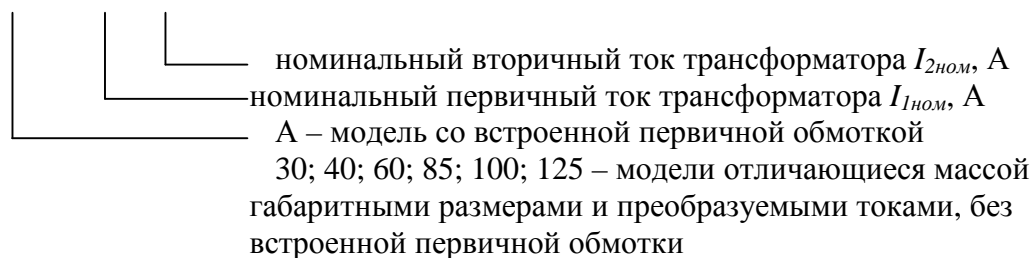 номинальный вторичный ток трансформатора I2ном, А
номинальный первичный ток трансформатора I1ном, А
А – модель со встроенной первичной обмоткой
30; 40; 60; 85; 100; 125 – модели отличающиеся массой
габаритными размерами и преобразуемыми токами, без
встроенной первичной обмотки